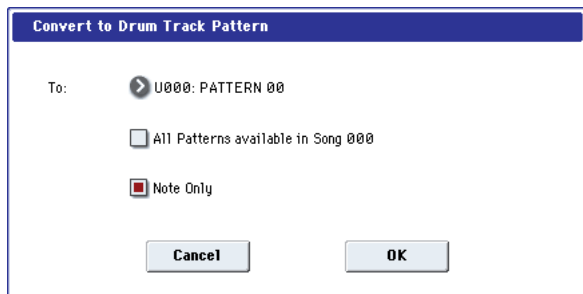 Convert to Drum Track Pattern
To: U000: PATTERN 00
All Patterns available in Song 000
Note Only
Cancel OK